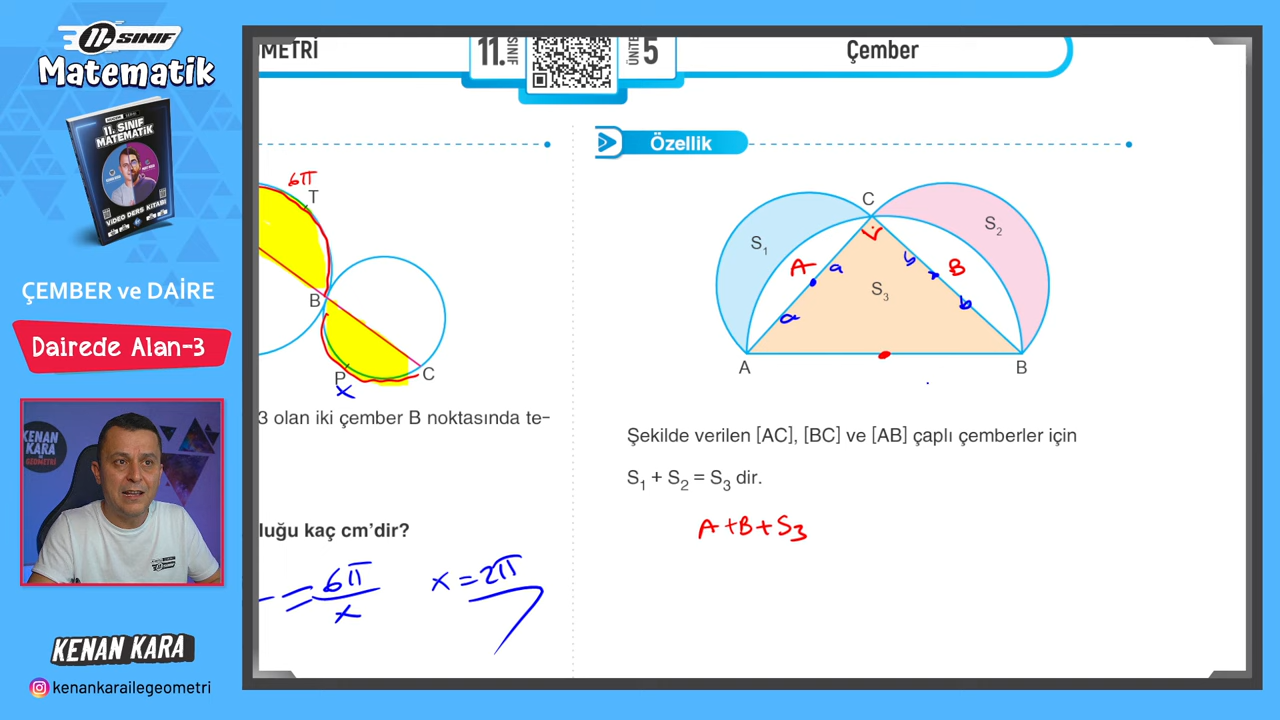 11. SINIF
Matematik
11. SINIF
MATEMATİK
VİDEO DERS KİTABI
ÇEMBER ve DAİRE
Dairede Alan-3
KENAN KARA
GEOMETRİ
KENAN KARA
kenankarailegeometri
METRİ
11.
SINIF
ÜNİTE
5
Çember
6π
T
B
P
C
x
3 olan iki çember B noktasında te-
luğu kaç cm'dir?
= 6π/x
x = 2π
Özellik
C
S₁
S₂
A
a
b
B
S₃
a
b
A
B
Şekilde verilen [AC], [BC] ve [AB] çaplı çemberler için
S₁ + S₂ = S₃ dir.
A+B+S₃